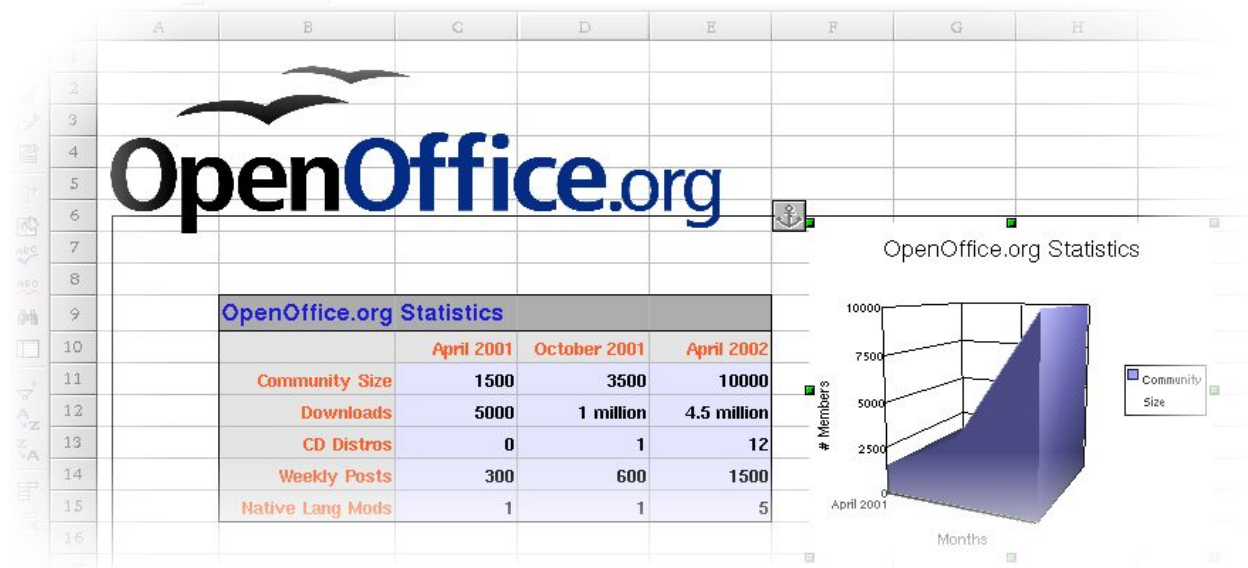 A B C D E F G H
1
2
3
4
5
6
7
8
9
10
11
12
13
14
15
16
OpenOffice.org
OpenOffice.org Statistics
April 2001 October 2001 April 2002
Community Size 1500 3500 10000
Downloads 5000 1 million 4.5 million
CD Distros 0 1 12
Weekly Posts 300 600 1500
Native Lang Mods 1 1 5
OpenOffice.org Statistics
10000
7500
5000
2500
0
# Members
April 2001
Months
Community
Size
ABC
ABC
A
Z
Z
A